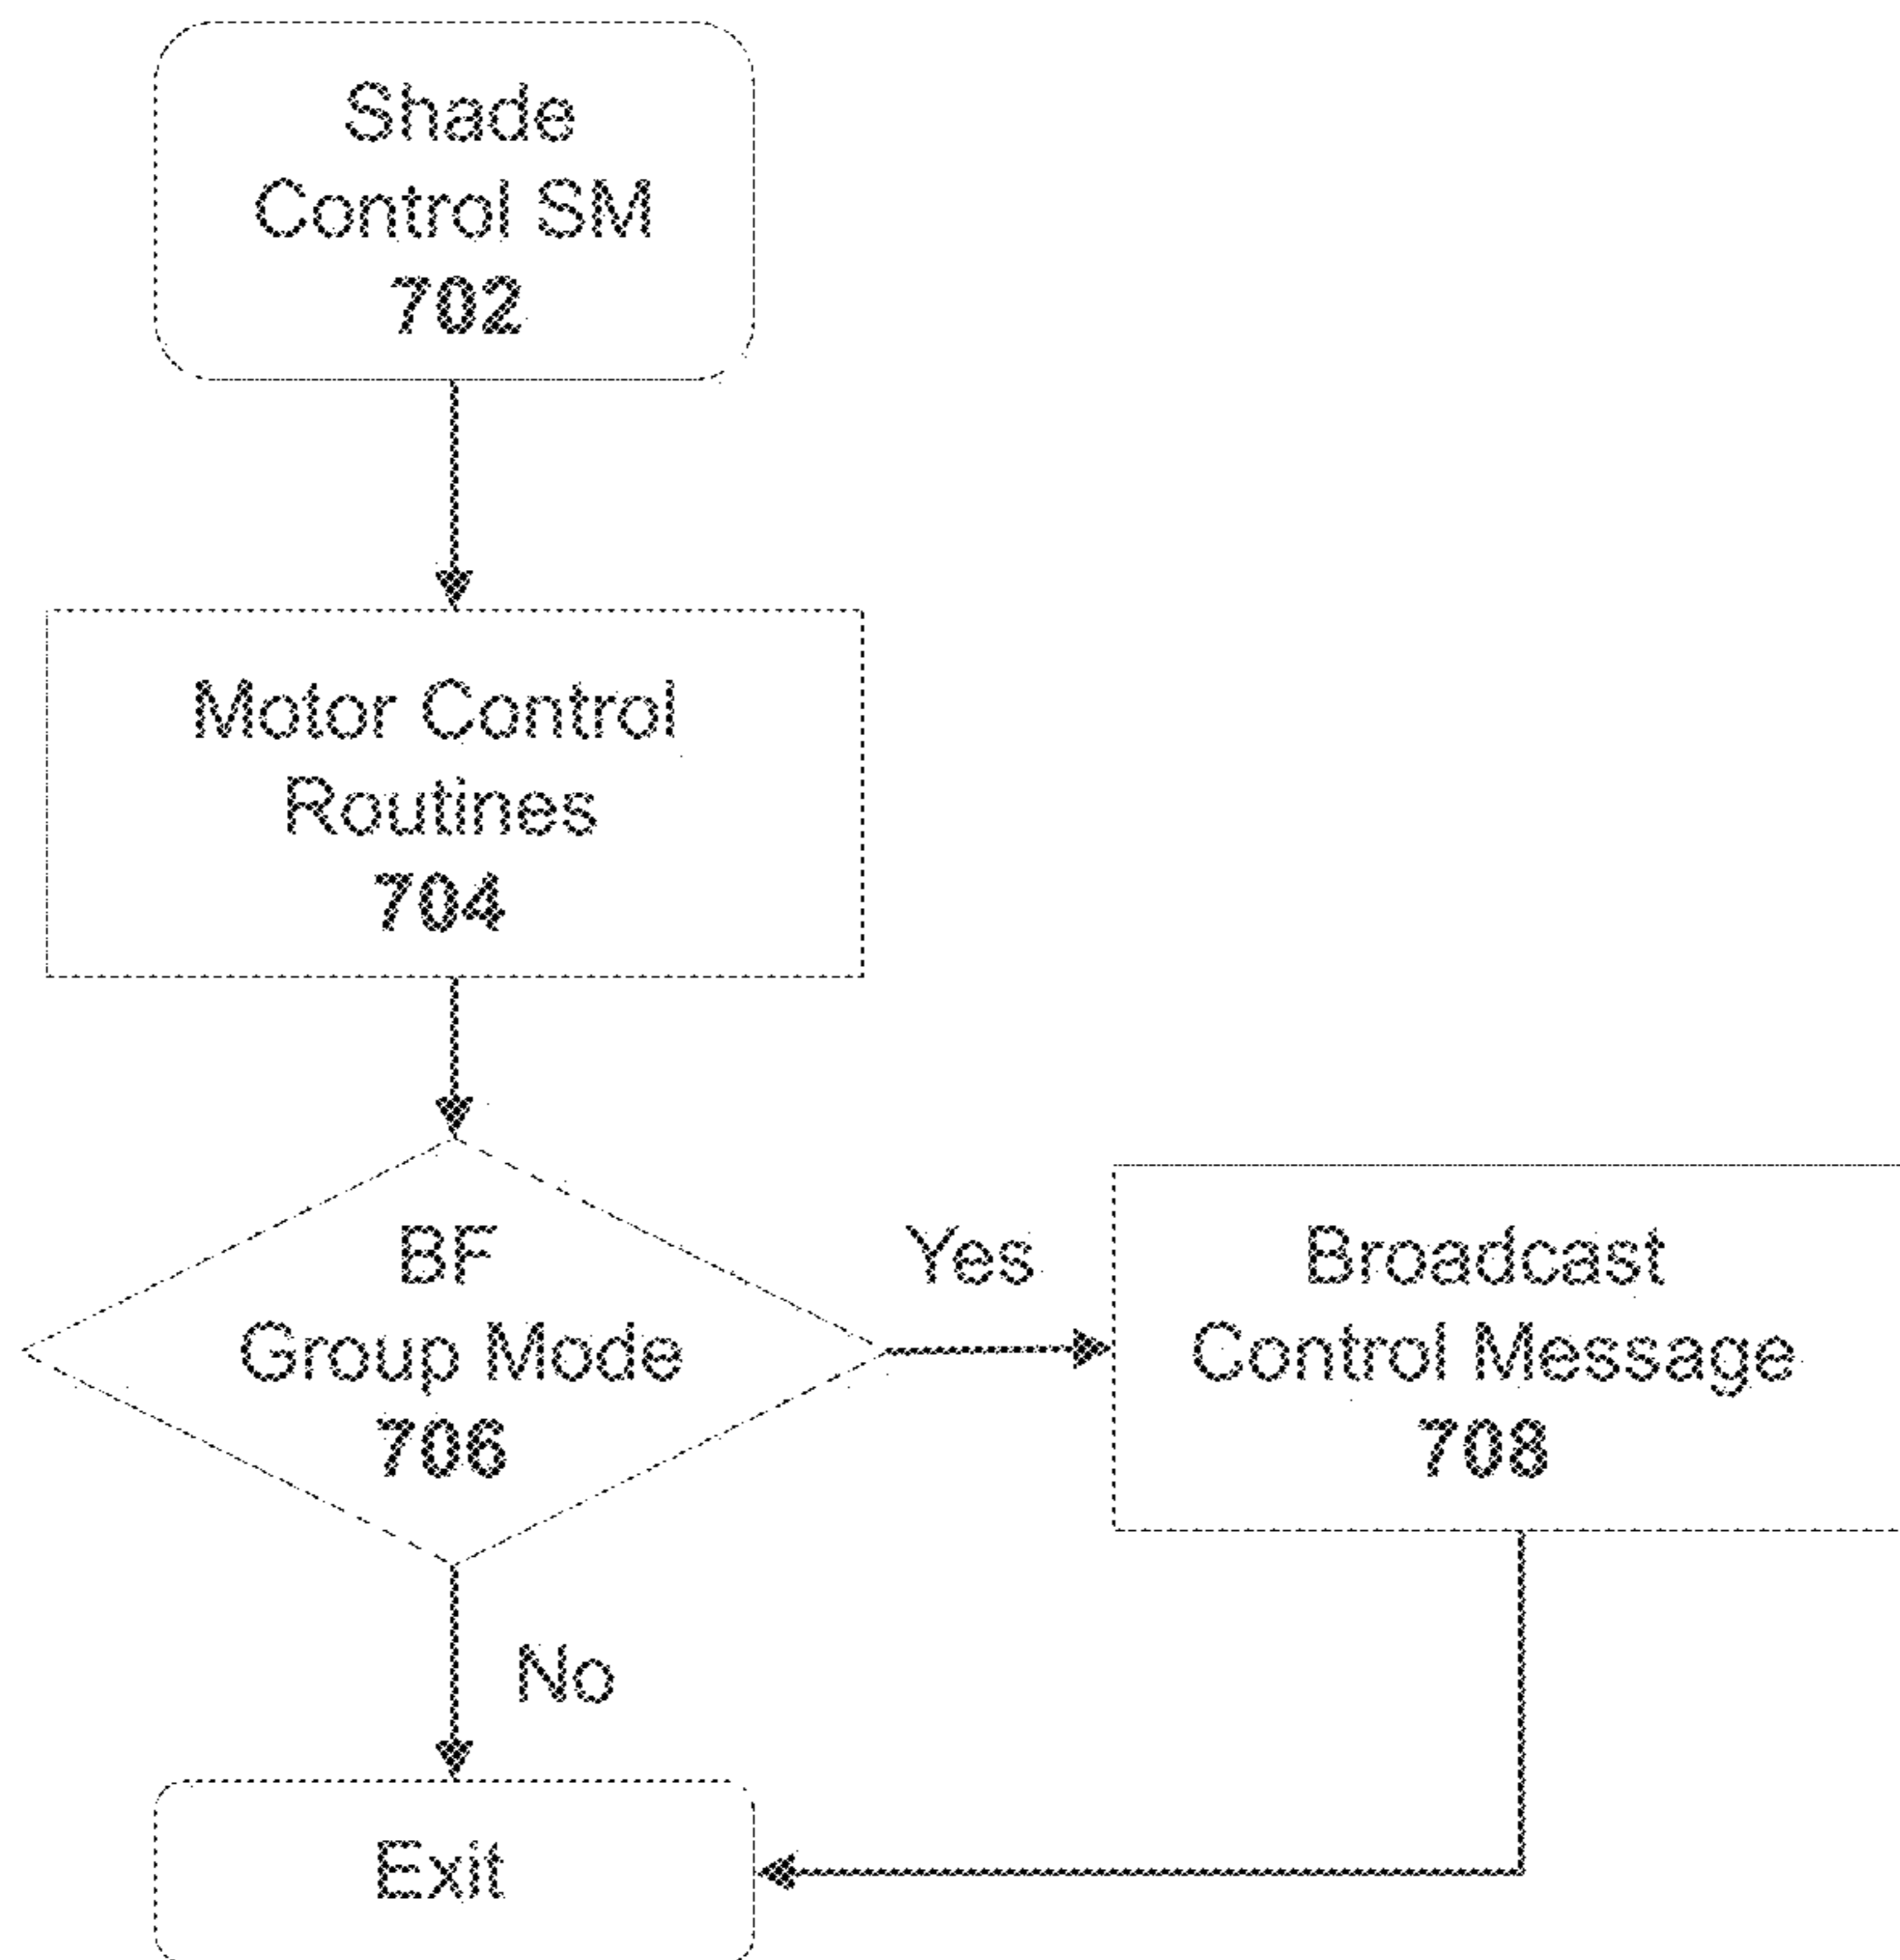 Shade
Control SM
702
Motor Control
Routines
704
BF
Group Mode
706
Yes
Broadcast
Control Message
708
No
Exit